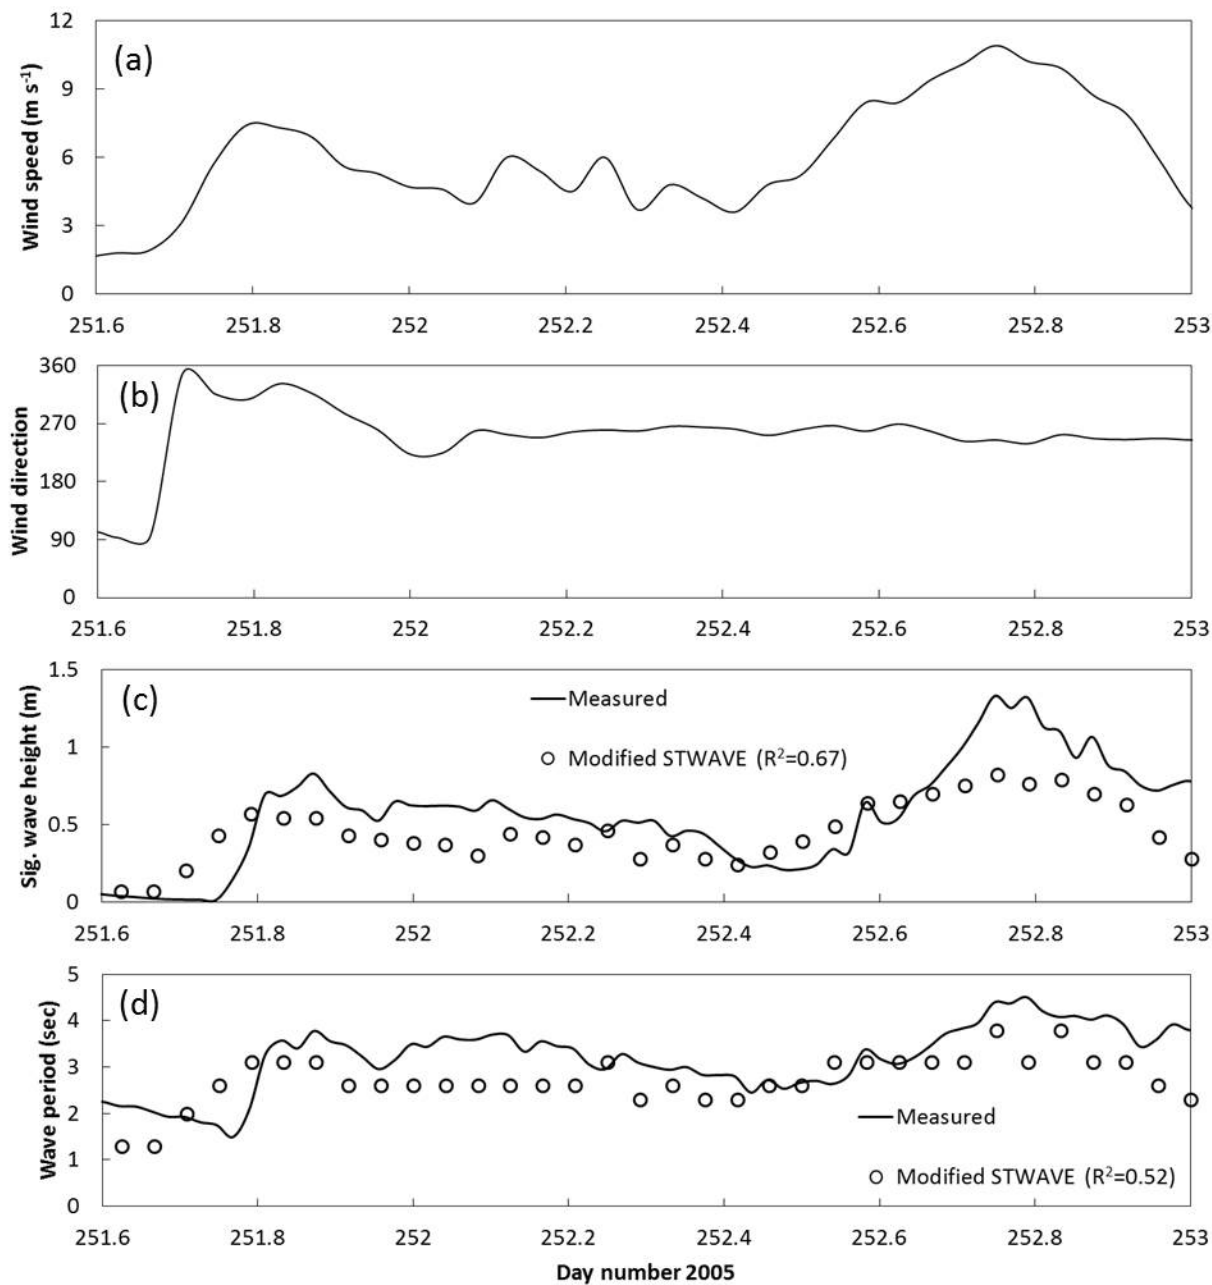 (a)
Wind speed (m s⁻¹)
12
9
6
3
0
251.6 251.8 252 252.2 252.4 252.6 252.8 253
(b)
Wind direction
360
270
180
90
0
251.6 251.8 252 252.2 252.4 252.6 252.8 253
(c)
Sig. wave height (m)
1.5
1
0.5
0
Measured
Modified STWAVE (R²=0.67)
251.6 251.8 252 252.2 252.4 252.6 252.8 253
(d)
Wave period (sec)
5
4
3
2
1
0
Measured
Modified STWAVE (R²=0.52)
251.6 251.8 252 252.2 252.4 252.6 252.8 253
Day number 2005